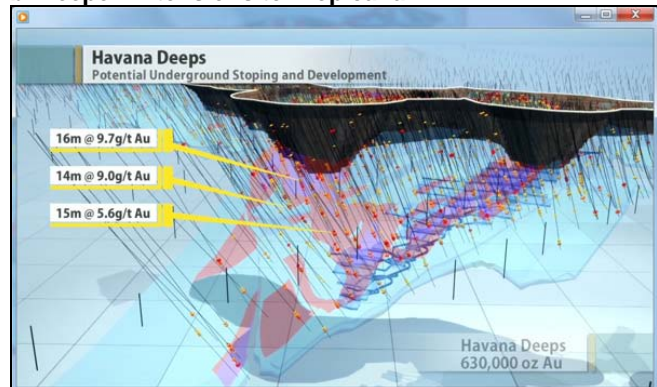 Havana Deeps
Potential Underground Stoping and Development
16m @ 9.7g/t Au
14m @ 9.0g/t Au
15m @ 5.6g/t Au
Havana Deeps
630,000 oz Au